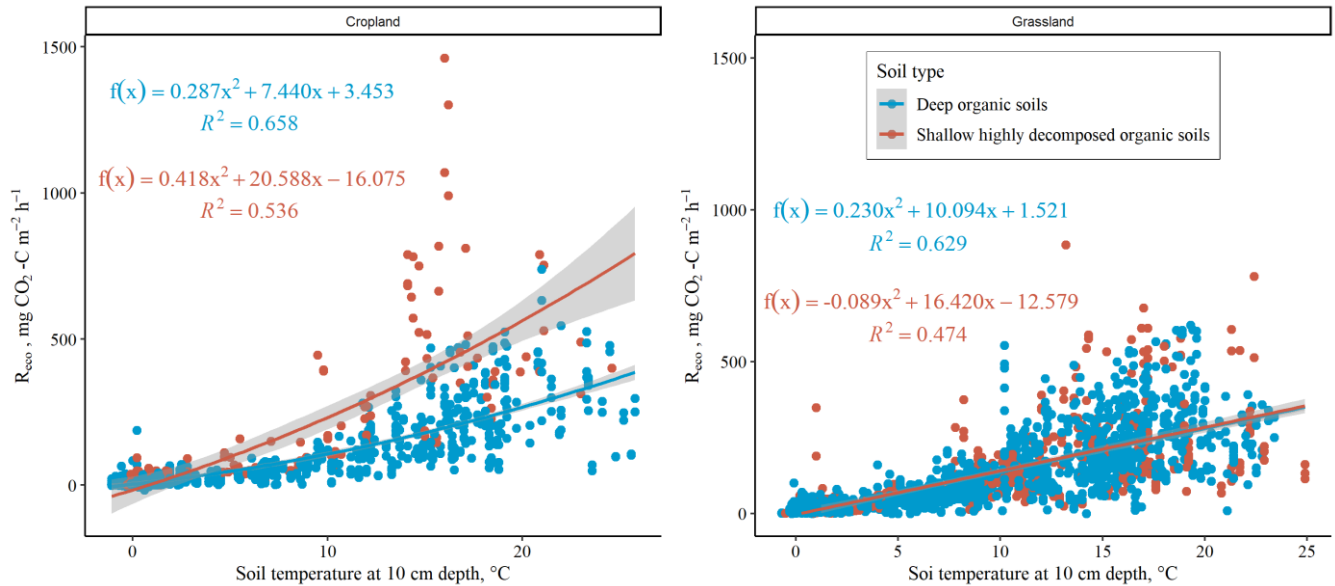 Cropland
1500
1000
500
0
R_eco , mg CO₂ -C m⁻² h⁻¹
f(x) = 0.287x² + 7.440x + 3.453
R² = 0.658
f(x) = 0.418x² + 20.588x − 16.075
R² = 0.536
0 10 20
Soil temperature at 10 cm depth, °C
Grassland
1500
1000
500
0
R_eco , mg CO₂ -C m⁻² h⁻¹
Soil type
Deep organic soils
Shallow highly decomposed organic soils
f(x) = 0.230x² + 10.094x + 1.521
R² = 0.629
f(x) = -0.089x² + 16.420x − 12.579
R² = 0.474
0 5 10 15 20 25
Soil temperature at 10 cm depth, °C